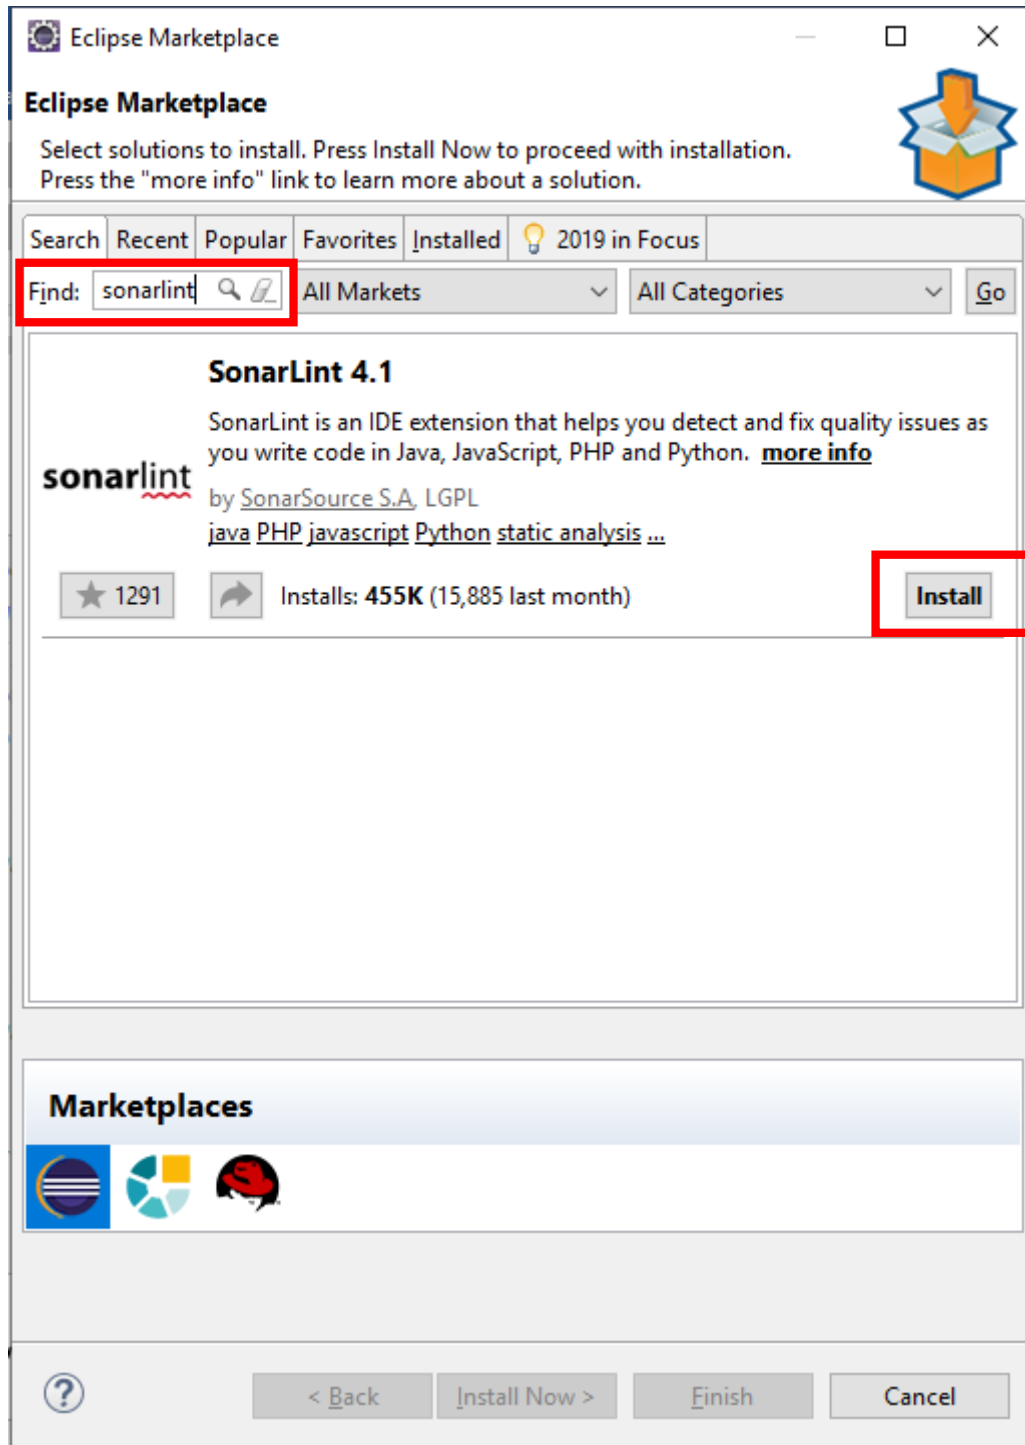 Eclipse Marketplace
Eclipse Marketplace
Select solutions to install. Press Install Now to proceed with installation.
Press the "more info" link to learn more about a solution.
Search Recent Popular Favorites Installed 2019 in Focus
Find: sonarlint All Markets All Categories Go
SonarLint 4.1
SonarLint is an IDE extension that helps you detect and fix quality issues as
you write code in Java, JavaScript, PHP and Python. more info
sonarlint
by SonarSource S.A, LGPL
java PHP javascript Python static analysis ...
1291 Installs: 455K (15,885 last month) Install
Marketplaces
? < Back Install Now > Finish Cancel